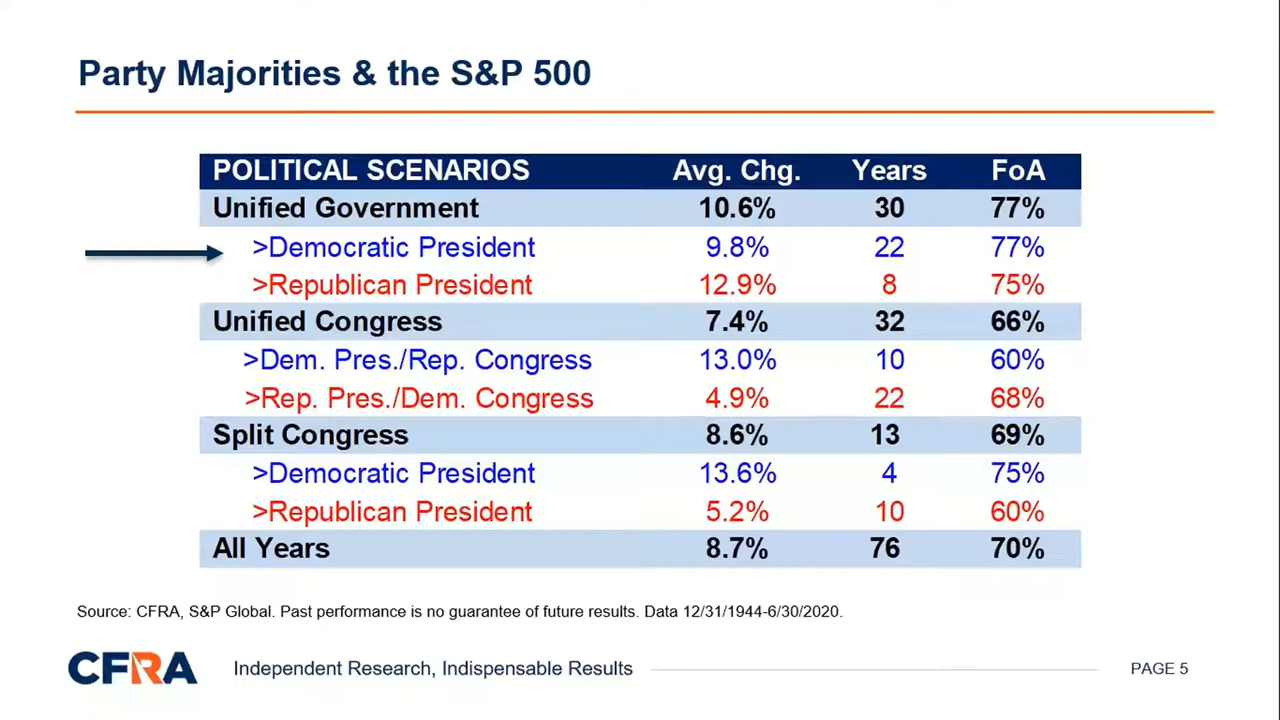 Party Majorities & the S&P 500
POLITICAL SCENARIOS Avg. Chg. Years FoA
Unified Government 10.6% 30 77%
>Democratic President 9.8% 22 77%
>Republican President 12.9% 8 75%
Unified Congress 7.4% 32 66%
>Dem. Pres./Rep. Congress 13.0% 10 60%
>Rep. Pres./Dem. Congress 4.9% 22 68%
Split Congress 8.6% 13 69%
>Democratic President 13.6% 4 75%
>Republican President 5.2% 10 60%
All Years 8.7% 76 70%
Source: CFRA, S&P Global. Past performance is no guarantee of future results. Data 12/31/1944-6/30/2020.
CFRA Independent Research, Indispensable Results PAGE 5